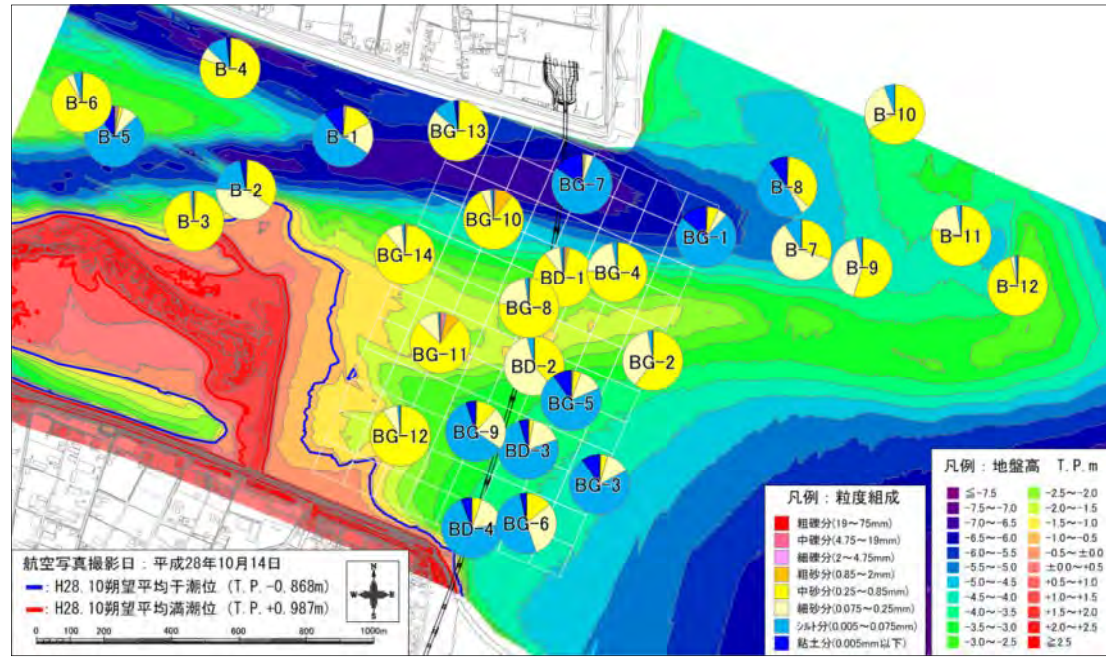 B-4
B-6
B-5
B-1
BG-13
B-10
B-2
BG-7
B-8
B-3
BG-10
BG-1
B-7
B-11
BG-14
BD-1
BG-4
B-9
B-12
BG-8
BG-11
BD-2
BG-2
BG-5
BG-12
BG-9
BD-3
BG-3
BD-4
BG-6
航空写真撮影日:平成28年10月14日
: H28.10朔望平均干潮位 (T.P.-0.868m)
: H28.10朔望平均満潮位 (T.P.+0.987m)
0 100 200 400 600 800 1000m
N
W E
S
凡例:粒度組成
粗礫分(19~75mm)
中礫分(4.75~19mm)
細礫分(2~4.75mm)
粗砂分(0.85~2mm)
中砂分(0.25~0.85mm)
細砂分(0.075~0.25mm)
シルト分(0.005~0.075mm)
粘土分(0.005mm以下)
凡例:地盤高 T.P.m
≦-7.5
-7.5~-7.0
-7.0~-6.5
-6.5~-6.0
-6.0~-5.5
-5.5~-5.0
-5.0~-4.5
-4.5~-4.0
-4.0~-3.5
-3.5~-3.0
-3.0~-2.5
-2.5~-2.0
-2.0~-1.5
-1.5~-1.0
-1.0~-0.5
-0.5~±0.0
±0.0~+0.5
+0.5~+1.0
+1.0~+1.5
+1.5~+2.0
+2.0~+2.5
≧2.5